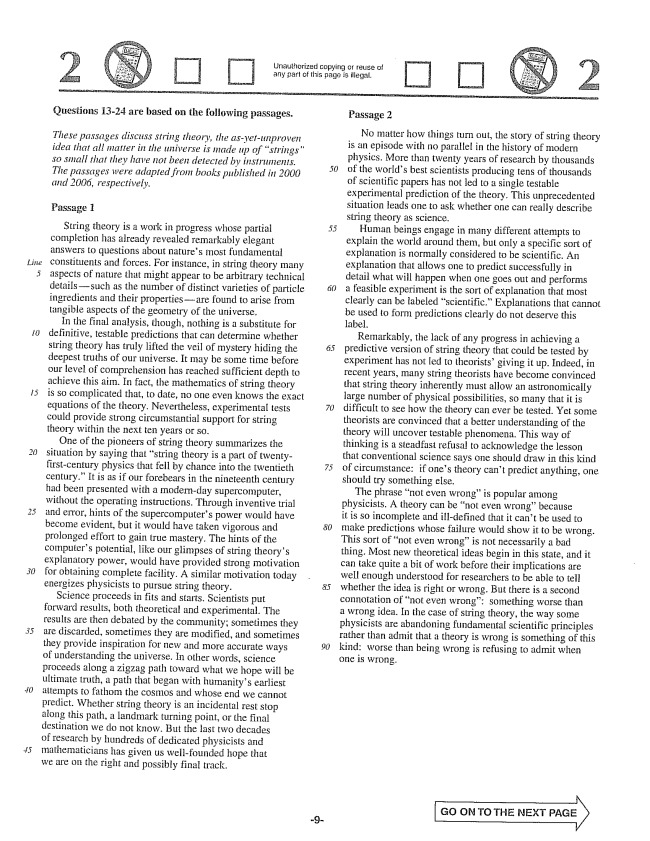 2
Unauthorized copying or reuse of
any part of this page is illegal.
2
Questions 13-24 are based on the following passages.
These passages discuss string theory, the as-yet-unproven
idea that all matter in the universe is made up of “strings”
so small that they have not been detected by instruments.
The passages were adapted from books published in 2000
and 2006, respectively.
Passage 1
String theory is a work in progress whose partial
completion has already revealed remarkably elegant
answers to questions about nature’s most fundamental
Line constituents and forces. For instance, in string theory many
5 aspects of nature that might appear to be arbitrary technical
details—such as the number of distinct varieties of particle
ingredients and their properties—are found to arise from
tangible aspects of the geometry of the universe.
In the final analysis, though, nothing is a substitute for
10 definitive, testable predictions that can determine whether
string theory has truly lifted the veil of mystery hiding the
deepest truths of our universe. It may be some time before
our level of comprehension has reached sufficient depth to
achieve this aim. In fact, the mathematics of string theory
15 is so complicated that, to date, no one even knows the exact
equations of the theory. Nevertheless, experimental tests
could provide strong circumstantial support for string
theory within the next ten years or so.
One of the pioneers of string theory summarizes the
20 situation by saying that “string theory is a part of twenty-
first-century physics that fell by chance into the twentieth
century.” It is as if our forebears in the nineteenth century
had been presented with a modern-day supercomputer,
without the operating instructions. Through inventive trial
25 and error, hints of the supercomputer’s power would have
become evident, but it would have taken vigorous and
prolonged effort to gain true mastery. The hints of the
computer’s potential, like our glimpses of string theory’s
explanatory power, would have provided strong motivation
30 for obtaining complete facility. A similar motivation today
energizes physicists to pursue string theory.
Science proceeds in fits and starts. Scientists put
forward results, both theoretical and experimental. The
results are then debated by the community; sometimes they
35 are discarded, sometimes they are modified, and sometimes
they provide inspiration for new and more accurate ways
of understanding the universe. In other words, science
proceeds along a zigzag path toward what we hope will be
ultimate truth, a path that began with humanity’s earliest
40 attempts to fathom the cosmos and whose end we cannot
predict. Whether string theory is an incidental rest stop
along this path, a landmark turning point, or the final
destination we do not know. But the last two decades
of research by hundreds of dedicated physicists and
45 mathematicians has given us well-founded hope that
we are on the right and possibly final track.
Passage 2
No matter how things turn out, the story of string theory
is an episode with no parallel in the history of modern
physics. More than twenty years of research by thousands
50 of the world’s best scientists producing tens of thousands
of scientific papers has not led to a single testable
experimental prediction of the theory. This unprecedented
situation leads one to ask whether one can really describe
string theory as science.
55 Human beings engage in many different attempts to
explain the world around them, but only a specific sort of
explanation is normally considered to be scientific. An
explanation that allows one to predict successfully in
detail what will happen when one goes out and performs
60 a feasible experiment is the sort of explanation that most
clearly can be labeled “scientific.” Explanations that cannot
be used to form predictions clearly do not deserve this
label.
Remarkably, the lack of any progress in achieving a
65 predictive version of string theory that could be tested by
experiment has not led to theorists’ giving it up. Indeed, in
recent years, many string theorists have become convinced
that string theory inherently must allow an astronomically
large number of physical possibilities, so many that it is
70 difficult to see how the theory can ever be tested. Yet some
theorists are convinced that a better understanding of the
theory will uncover testable phenomena. This way of
thinking is a steadfast refusal to acknowledge the lesson
that conventional science says one should draw in this kind
75 of circumstance: if one’s theory can’t predict anything, one
should try something else.
The phrase “not even wrong” is popular among
physicists. A theory can be “not even wrong” because
it is so incomplete and ill-defined that it can’t be used to
80 make predictions whose failure would show it to be wrong.
This sort of “not even wrong” is not necessarily a bad
thing. Most new theoretical ideas begin in this state, and it
can take quite a bit of work before their implications are
well enough understood for researchers to be able to tell
85 whether the idea is right or wrong. But there is a second
connotation of “not even wrong”: something worse than
a wrong idea. In the case of string theory, the way some
physicists are abandoning fundamental scientific principles
rather than admit that a theory is wrong is something of this
90 kind: worse than being wrong is refusing to admit when
one is wrong.
-9-
GO ON TO THE NEXT PAGE